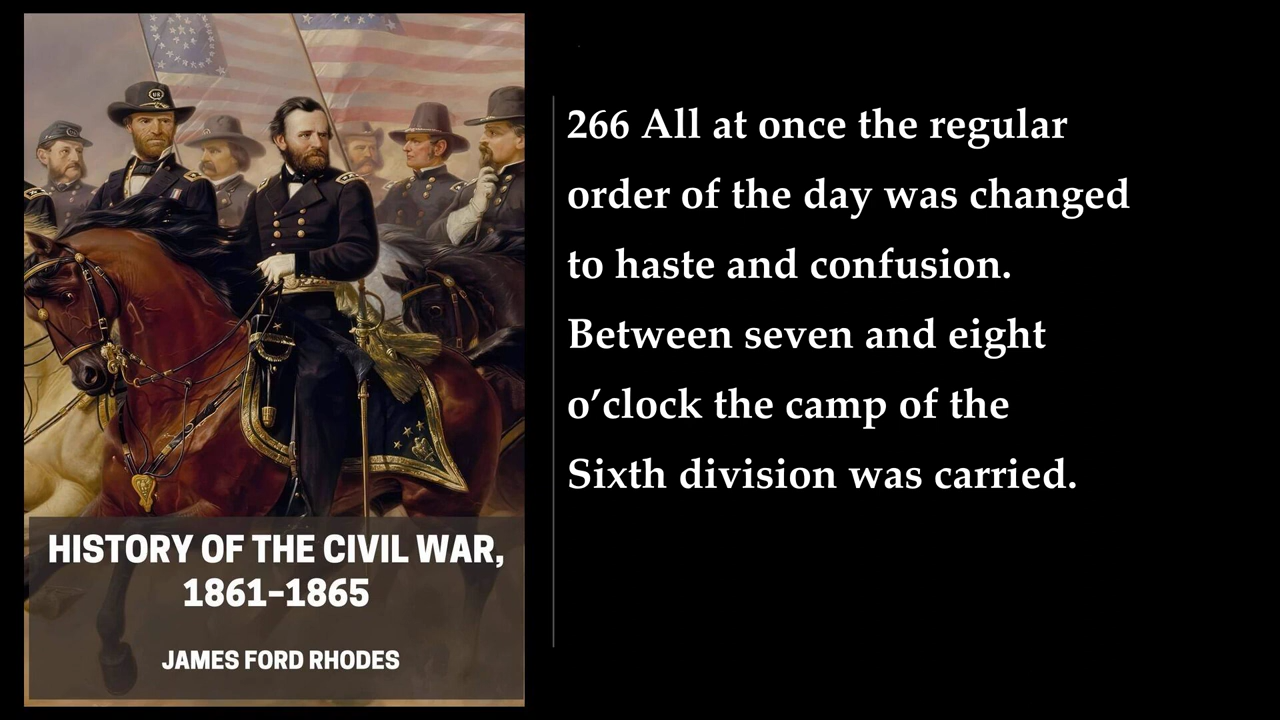 HISTORY OF THE CIVIL WAR,
1861–1865
JAMES FORD RHODES
266 All at once the regular
order of the day was changed
to haste and confusion.
Between seven and eight
o’clock the camp of the
Sixth division was carried.